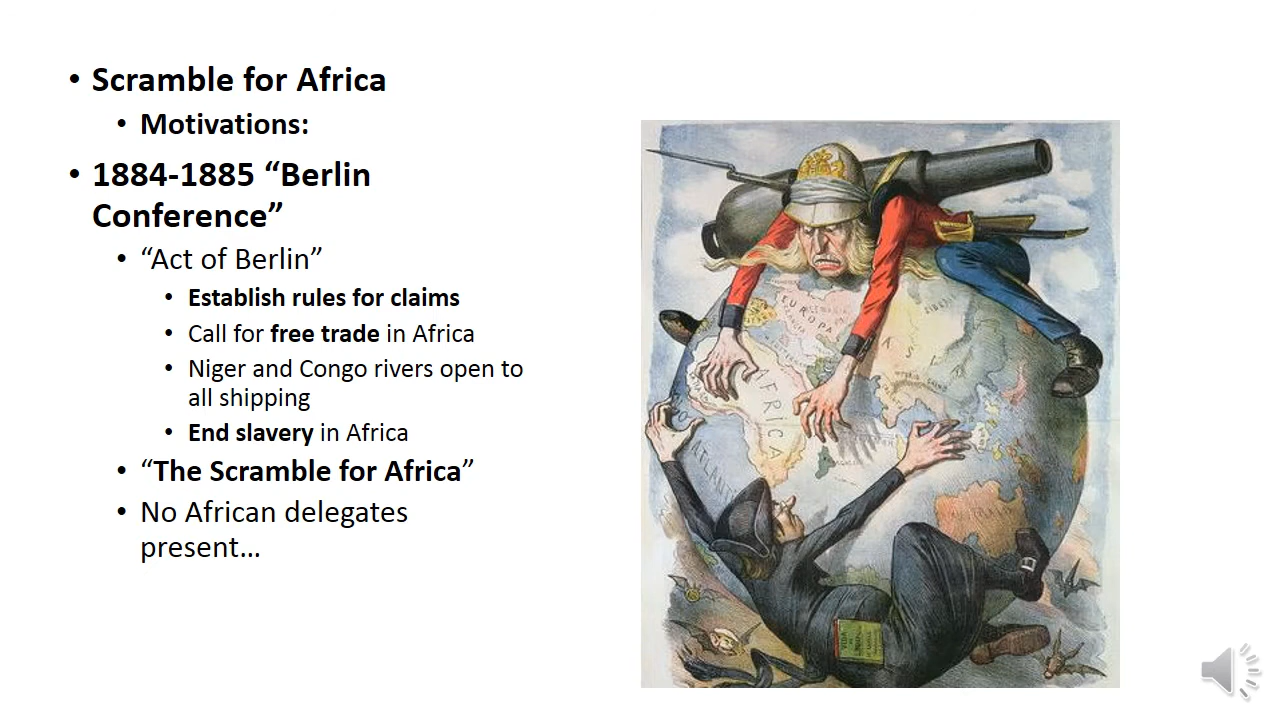 • Scramble for Africa
• Motivations:
• 1884-1885 “Berlin
Conference”
• “Act of Berlin”
• Establish rules for claims
• Call for free trade in Africa
• Niger and Congo rivers open to
all shipping
• End slavery in Africa
• “The Scramble for Africa”
• No African delegates
present…
EUROPA
ASIA
AFRICA